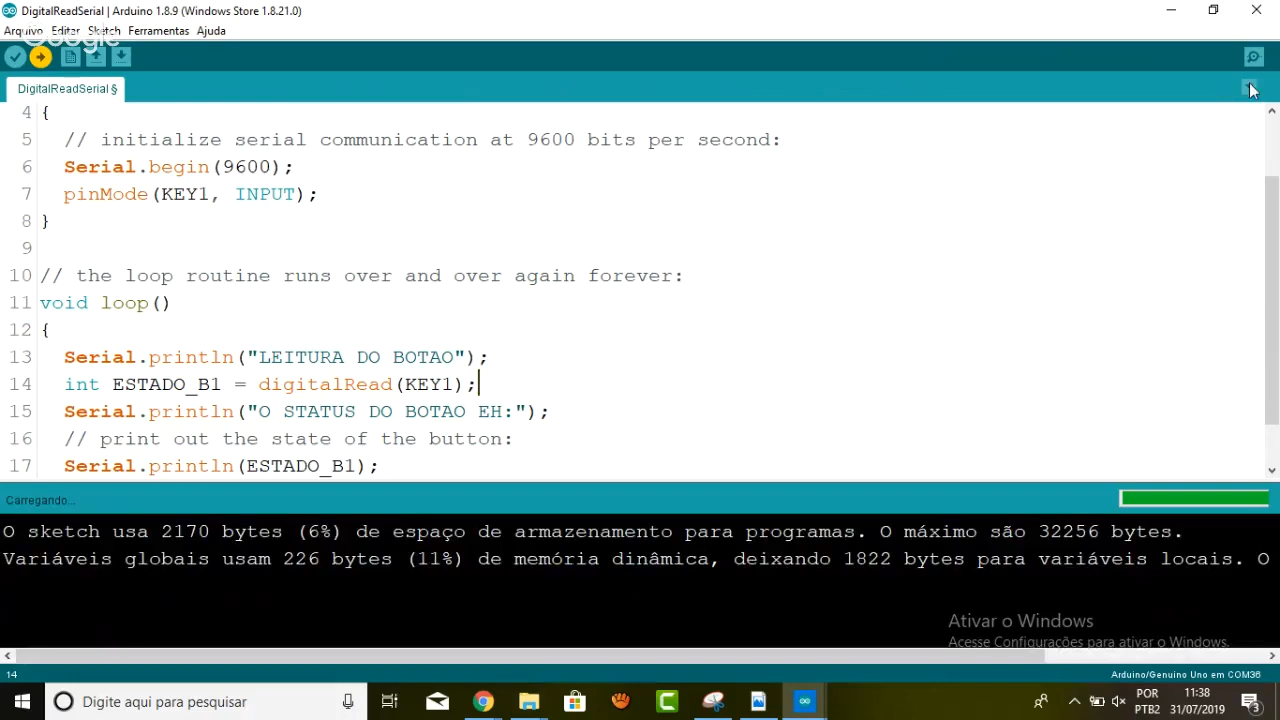 DigitalReadSerial | Arduino 1.8.9 (Windows Store 1.8.21.0)
Arquivo Editar Sketch Ferramentas Ajuda
Google
DigitalReadSerial §
4 {
5 // initialize serial communication at 9600 bits per second:
6 Serial.begin(9600);
7 pinMode(KEY1, INPUT);
8 }
9
10 // the loop routine runs over and over again forever:
11 void loop()
12 {
13 Serial.println("LEITURA DO BOTAO");
14 int ESTADO_B1 = digitalRead(KEY1);
15 Serial.println("O STATUS DO BOTAO EH:");
16 // print out the state of the button:
17 Serial.println(ESTADO_B1);
Carregando...
O sketch usa 2170 bytes (6%) de espaço de armazenamento para programas. O máximo são 32256 bytes.
Variáveis globais usam 226 bytes (11%) de memória dinâmica, deixando 1822 bytes para variáveis locais. O
Ativar o Windows
Acesse Configurações para ativar o Windows.
14
Arduino/Genuino Uno em COM36
Digite aqui para pesquisar
POR
PTB2
11:38
31/07/2019
3